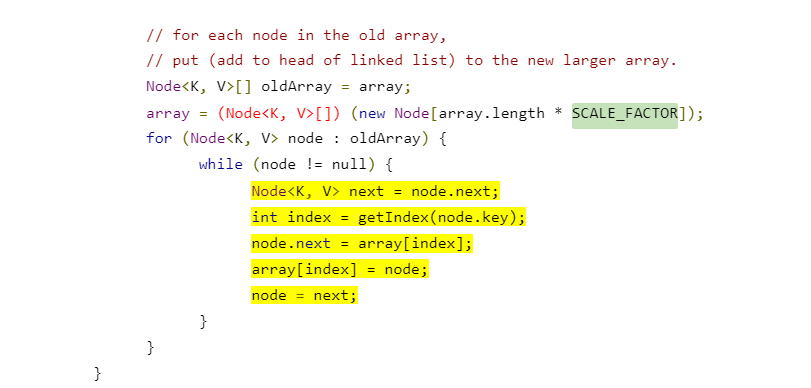 // for each node in the old array,
// put (add to head of linked list) to the new larger array.
Node<K, V>[] oldArray = array;
array = (Node<K, V>[]) (new Node[array.length * SCALE_FACTOR]);
for (Node<K, V> node : oldArray) {
while (node != null) {
Node<K, V> next = node.next;
int index = getIndex(node.key);
node.next = array[index];
array[index] = node;
node = next;
}
}
}